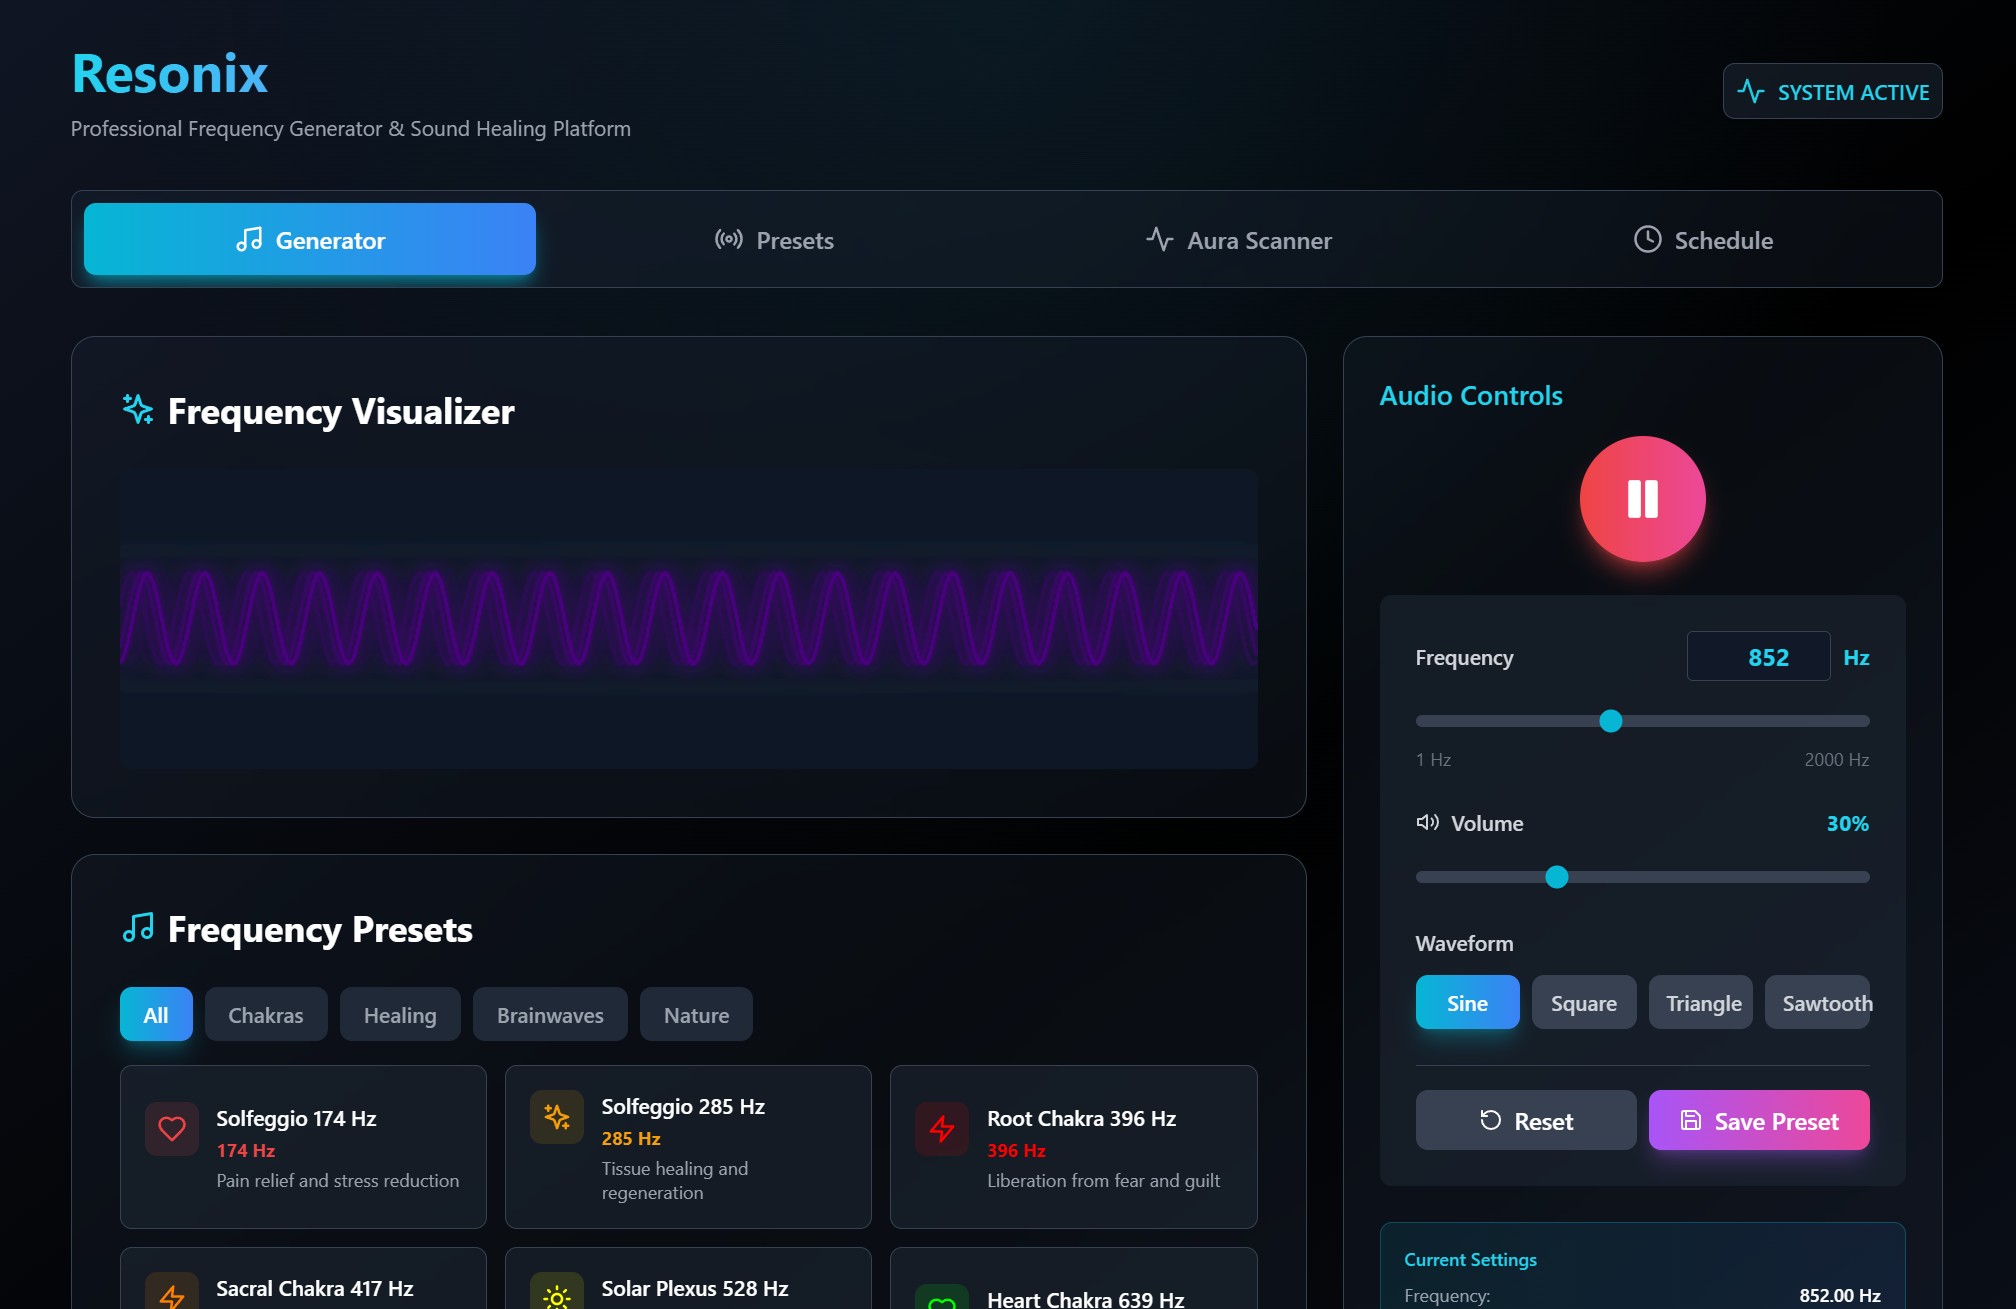 Resonix
Professional Frequency Generator & Sound Healing Platform
SYSTEM ACTIVE
Generator
Presets
Aura Scanner
Schedule
Frequency Visualizer
Audio Controls
Frequency
852 Hz
1 Hz
2000 Hz
Volume
30%
Waveform
Sine
Square
Triangle
Sawtooth
Reset
Save Preset
Current Settings
Frequency:
852.00 Hz
Frequency Presets
All
Chakras
Healing
Brainwaves
Nature
Solfeggio 174 Hz
174 Hz
Pain relief and stress reduction
Solfeggio 285 Hz
285 Hz
Tissue healing and
regeneration
Root Chakra 396 Hz
396 Hz
Liberation from fear and guilt
Sacral Chakra 417 Hz
Solar Plexus 528 Hz
Heart Chakra 639 Hz